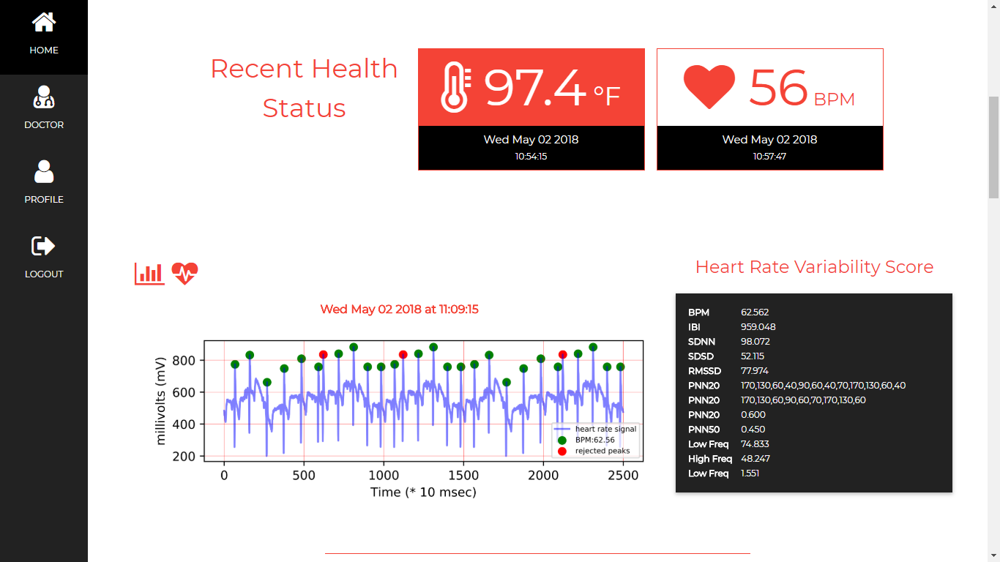 HOME
DOCTOR
PROFILE
LOGOUT
Recent Health
Status
97.4 °F
Wed May 02 2018
10:54:15
56 BPM
Wed May 02 2018
10:57:47
Wed May 02 2018 at 11:09:15
millivolts (mV)
800
600
400
200
0 500 1000 1500 2000 2500
Time (* 10 msec)
heart rate signal
BPM:62.56
rejected peaks
Heart Rate Variability Score
BPM 62.562
IBI 959.048
SDNN 98.072
SDSD 52.115
RMSSD 77.974
PNN20 170,130,60,40,90,60,40,70,170,130,60,40
PNN20 170,130,60,90,60,70,170,130,60
PNN20 0.600
PNN50 0.450
Low Freq 74.833
High Freq 48.247
Low Freq 1.551